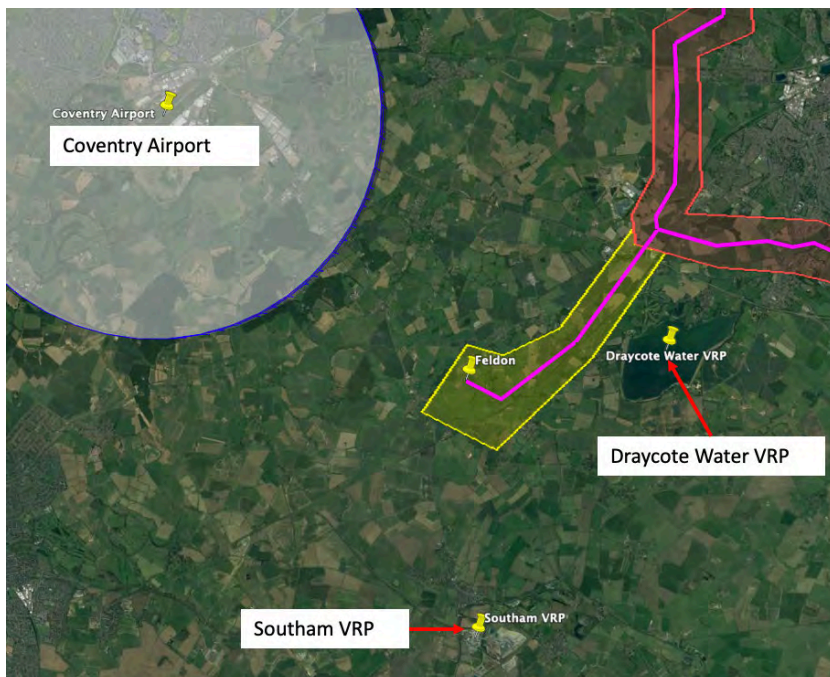 Coventry Airport
Coventry Airport
Feldon
Draycote Water VRP
Draycote Water VRP
Southam VRP
Southam VRP